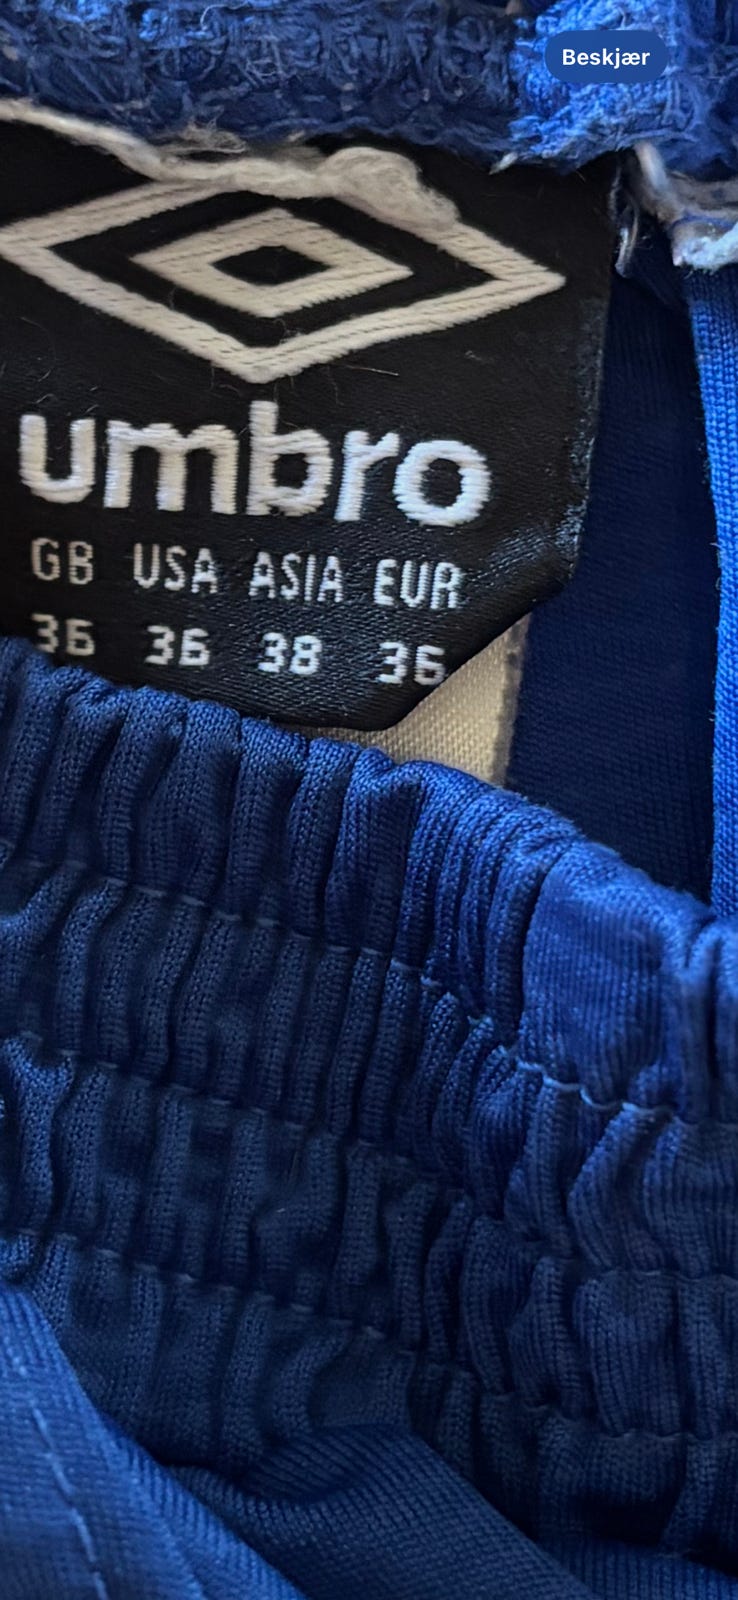 Beskjær
umbro
GB USA ASIA EUR
36 36 38 36